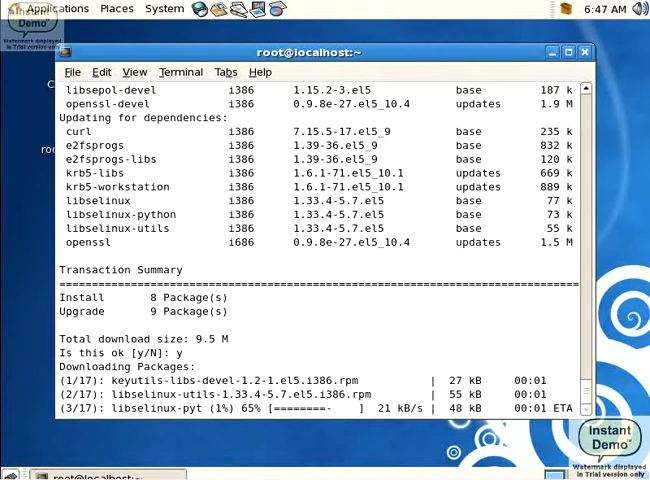 Applications Places System 6:47 AM
Instant
Demo
Watermark displayed
in Trial version only
root@localhost:~
File Edit View Terminal Tabs Help
libsepol-devel i386 1.15.2-3.el5 base 187 k
openssl-devel i386 0.9.8e-27.el5_10.4 updates 1.9 M
Updating for dependencies:
curl i386 7.15.5-17.el5_9 base 235 k
e2fsprogs i386 1.39-36.el5_9 base 832 k
e2fsprogs-libs i386 1.39-36.el5_9 base 120 k
krb5-libs i386 1.6.1-71.el5_10.1 updates 669 k
krb5-workstation i386 1.6.1-71.el5_10.1 updates 889 k
libselinux i386 1.33.4-5.7.el5 base 77 k
libselinux-python i386 1.33.4-5.7.el5 base 73 k
libselinux-utils i386 1.33.4-5.7.el5 base 55 k
openssl i686 0.9.8e-27.el5_10.4 updates 1.5 M
Transaction Summary
================================================================================
Install 8 Package(s)
Upgrade 9 Package(s)
Total download size: 9.5 M
Is this ok [y/N]: y
Downloading Packages:
(1/17): keyutils-libs-devel-1.2-1.el5.i386.rpm | 27 kB 00:01
(2/17): libselinux-utils-1.33.4-5.7.el5.i386.rpm | 55 kB 00:01
(3/17): libselinux-pyt (1%) 65% [========- ] 21 kB/s | 48 kB 00:01 ETA
Instant
Demo™
Watermark displayed
in Trial version only
root@localhost:~